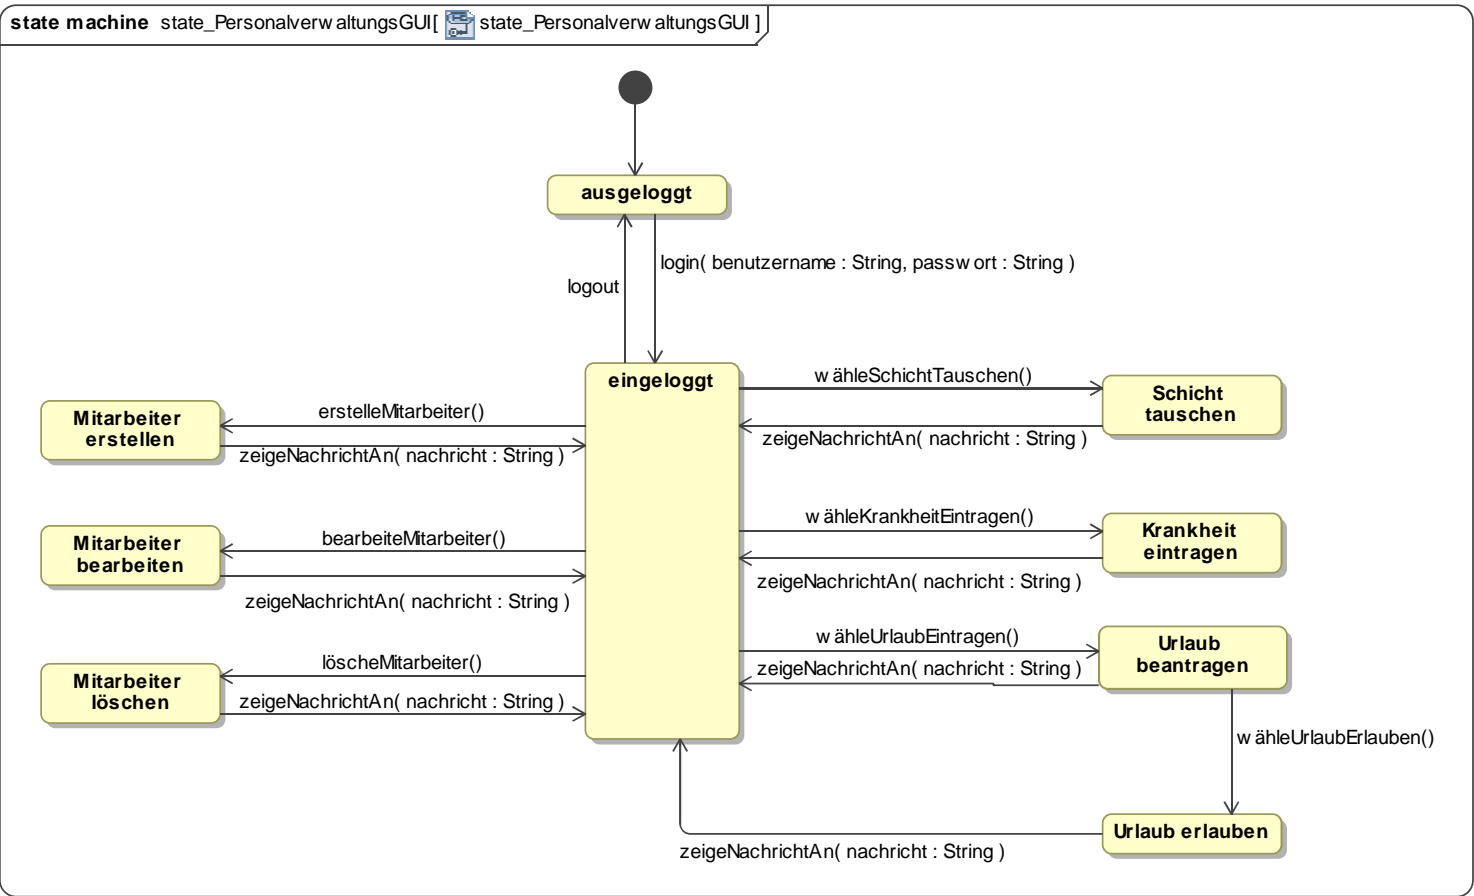 state machine state_PersonalverwaltungsGUI[ state_PersonalverwaltungsGUI ]
ausgeloggt
login( benutzername : String, passwort : String )
logout
eingeloggt
wähleSchichtTauschen()
Schicht
tauschen
zeigeNachrichtAn( nachricht : String )
erstelleMitarbeiter()
Mitarbeiter
erstellen
zeigeNachrichtAn( nachricht : String )
wähleKrankheitEintragen()
Krankheit
eintragen
zeigeNachrichtAn( nachricht : String )
bearbeiteMitarbeiter()
Mitarbeiter
bearbeiten
zeigeNachrichtAn( nachricht : String )
wähleUrlaubEintragen()
Urlaub
beantragen
zeigeNachrichtAn( nachricht : String )
löscheMitarbeiter()
Mitarbeiter
löschen
zeigeNachrichtAn( nachricht : String )
wähleUrlaubErlauben()
Urlaub erlauben
zeigeNachrichtAn( nachricht : String )